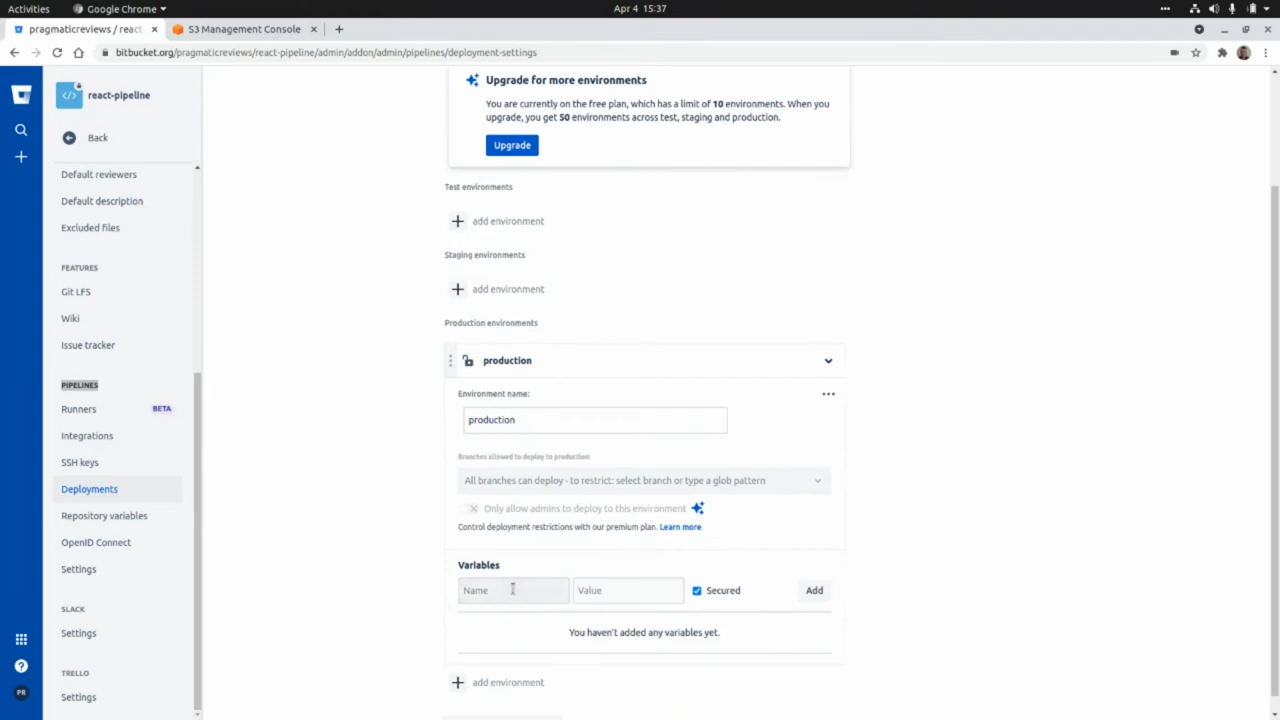 Activities
Google Chrome
Apr 4 15:37
pragmaticreviews / react
S3 Management Console
bitbucket.org/pragmaticreviews/react-pipeline/admin/addon/admin/pipelines/deployment-settings
react-pipeline
Back
Default reviewers
Default description
Excluded files
FEATURES
Git LFS
Wiki
Issue tracker
PIPELINES
Runners BETA
Integrations
SSH keys
Deployments
Repository variables
OpenID Connect
Settings
SLACK
Settings
TRELLO
Settings
PR
Upgrade for more environments
You are currently on the free plan, which has a limit of 10 environments. When you
upgrade, you get 50 environments across test, staging and production.
Upgrade
Test environments
add environment
Staging environments
add environment
Production environments
production
Environment name:
production
Branches allowed to deploy to production:
All branches can deploy - to restrict: select branch or type a glob pattern
Only allow admins to deploy to this environment
Control deployment restrictions with our premium plan. Learn more
Variables
Name Value Secured Add
You haven't added any variables yet.
add environment